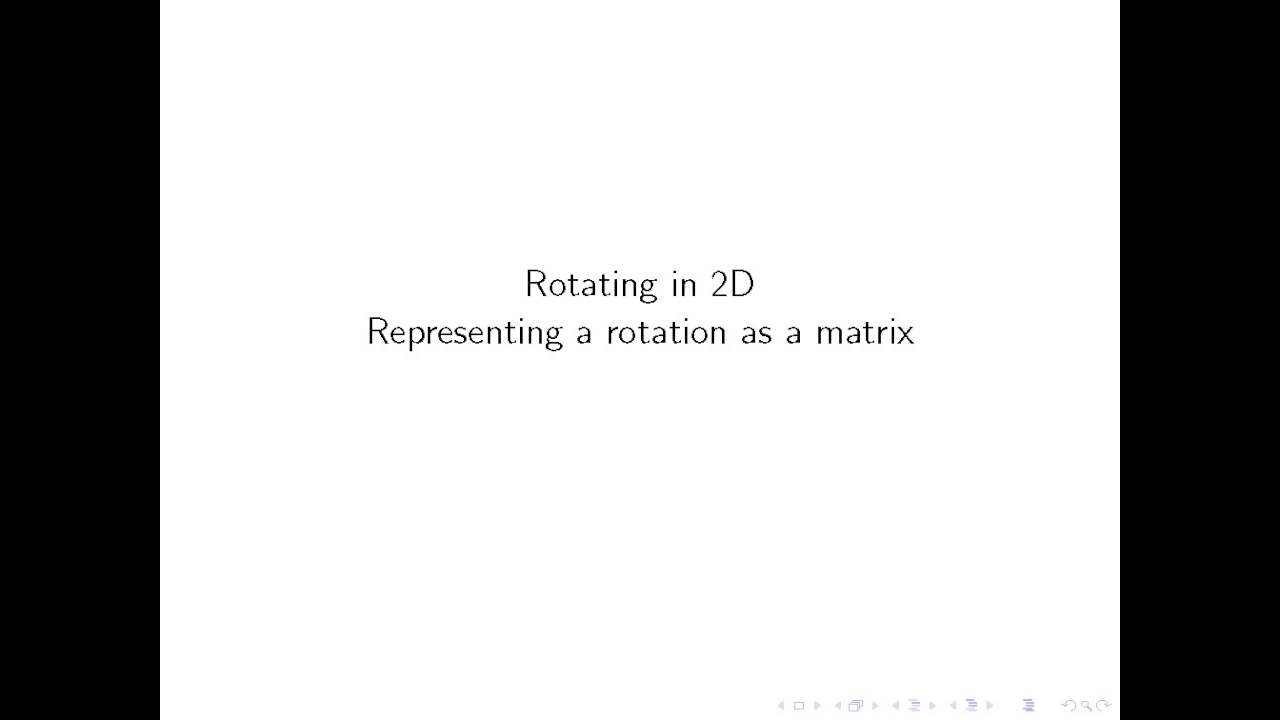 Rotating in 2D
Representing a rotation as a matrix